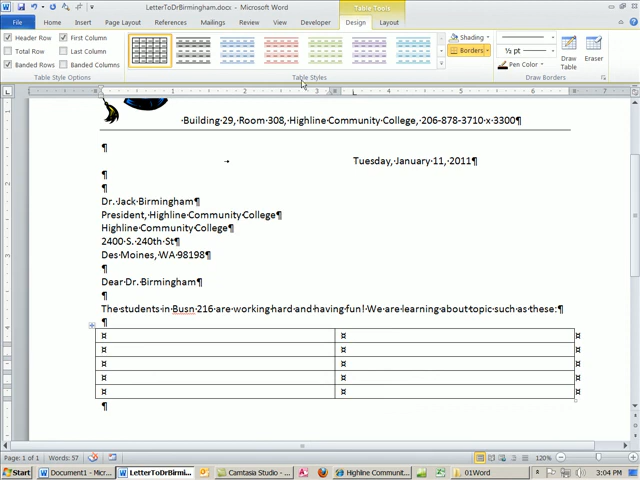 LetterToDrBirmingham.docx - Microsoft Word
Table Tools
File Home Insert Page Layout References Mailings Review View Developer Design Layout
Header Row First Column
Total Row Last Column
Banded Rows Banded Columns
Table Style Options
Table Styles
Shading
Borders
½ pt
Pen Color
Draw Table
Eraser
Draw Borders
Building·29,·Room·308,·Highline·Community·College,·206-878-3710·x·3300¶
¶
→ Tuesday,·January·11,·2011¶
¶
¶
Dr.·Jack·Birmingham¶
President,·Highline·Community·College¶
Highline·Community·College¶
2400·S.·240th·St¶
Des·Moines,·WA·98198¶
¶
Dear·Dr.·Birmingham¶
¶
The·students·in·Busn·216·are·working·hard·and·having·fun!·We·are·learning·about·topic·such·as·these:¶
¶
¤ ¤ ¤
¤ ¤ ¤
¤ ¤ ¤
¤ ¤ ¤
¤ ¤ ¤
¶
Page: 1 of 1 Words: 57 120%
Start Document1 - Micr... LetterToDrBirmi... Camtasia Studio - ... Highline Communit... 01Word 3:04 PM